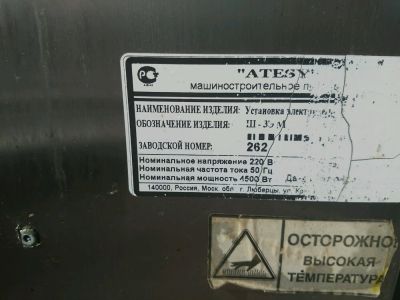 "ATESY"
машиностроительное п
НАИМЕНОВАНИЕ ИЗДЕЛИЯ: Установка электр
ОБОЗНАЧЕНИЕ ИЗДЕЛИЯ:
ЗАВОДСКОЙ НОМЕР: 262
Номинальное напряжение 220 В
Номинальная частота тока 50 Гц
Номинальная мощность 4500 Вт
140000, Россия, Моск. обл. г. Люберцы, ул.
ОСТОРОЖНО
ВЫСОКАЯ
ТЕМПЕРАТУРА